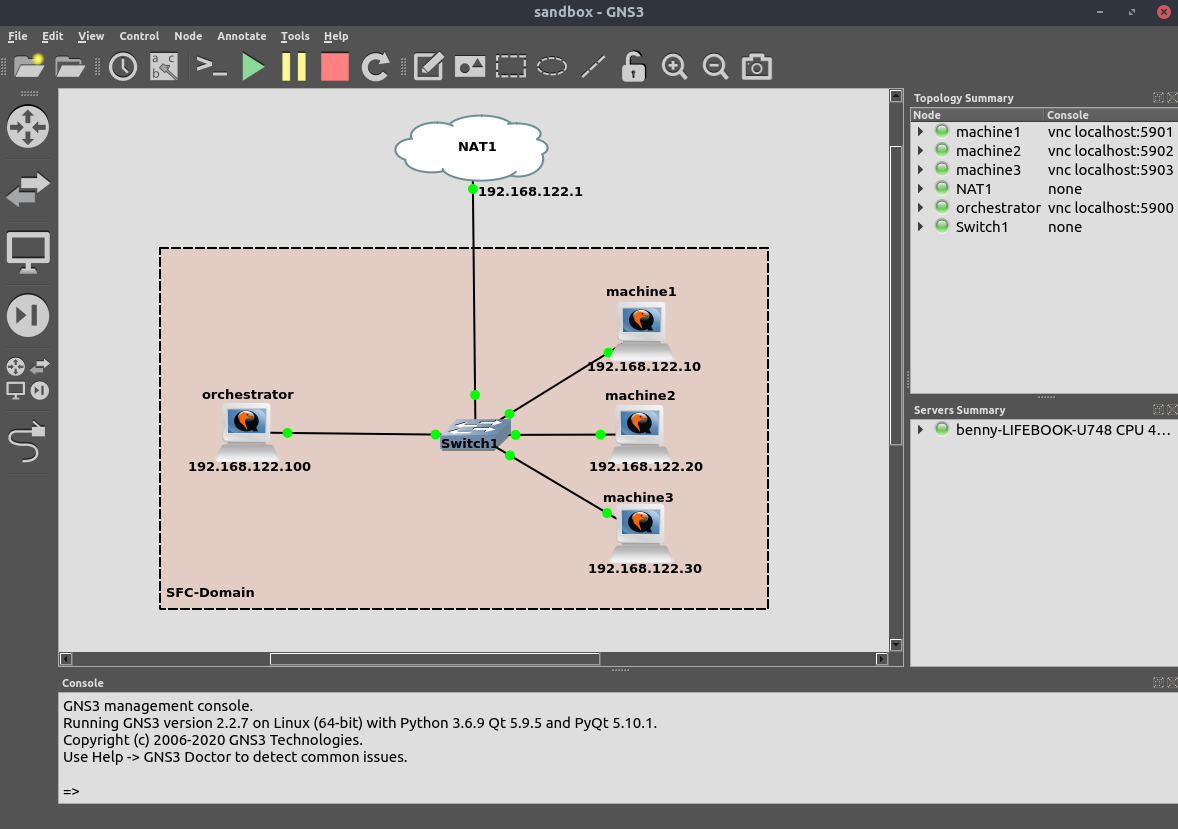 sandbox - GNS3
File Edit View Control Node Annotate Tools Help
NAT1
192.168.122.1
machine1
192.168.122.10
orchestrator
machine2
Switch1
192.168.122.100
192.168.122.20
machine3
192.168.122.30
SFC-Domain
Topology Summary
Node Console
machine1 vnc localhost:5901
machine2 vnc localhost:5902
machine3 vnc localhost:5903
NAT1 none
orchestrator vnc localhost:5900
Switch1 none
Servers Summary
benny-LIFEBOOK-U748 CPU 4...
Console
GNS3 management console.
Running GNS3 version 2.2.7 on Linux (64-bit) with Python 3.6.9 Qt 5.9.5 and PyQt 5.10.1.
Copyright (c) 2006-2020 GNS3 Technologies.
Use Help -> GNS3 Doctor to detect common issues.
=>